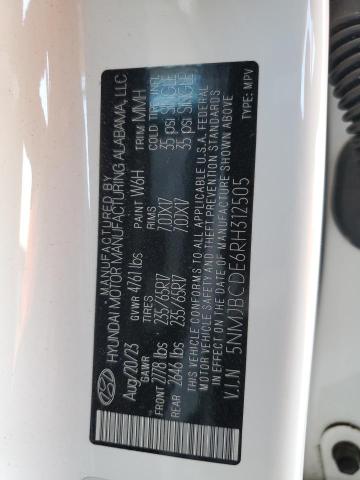 MANUFACTURED BY
HYUNDAI MOTOR MANUFACTURING ALABAMA, LLC.
Aug/20/23 GVWR 4761 lbs PAINT W6H TRIM MMH
GAWR TIRES RIMS COLD TIRE INFL
FRONT 2778 lbs 235/65R17 7.0JX17 35 psi SINGLE
REAR 2646 lbs 235/65R17 7.0JX17 35 psi SINGLE
THIS VEHICLE CONFORMS TO ALL APPLICABLE U.S.A. FEDERAL
MOTOR VEHICLE SAFETY AND THEFT PREVENTION STANDARDS
IN EFFECT ON THE DATE OF MANUFACTURE SHOWN ABOVE
V.I.N 5NMJBCDE6RH312505 TYPE: MPV